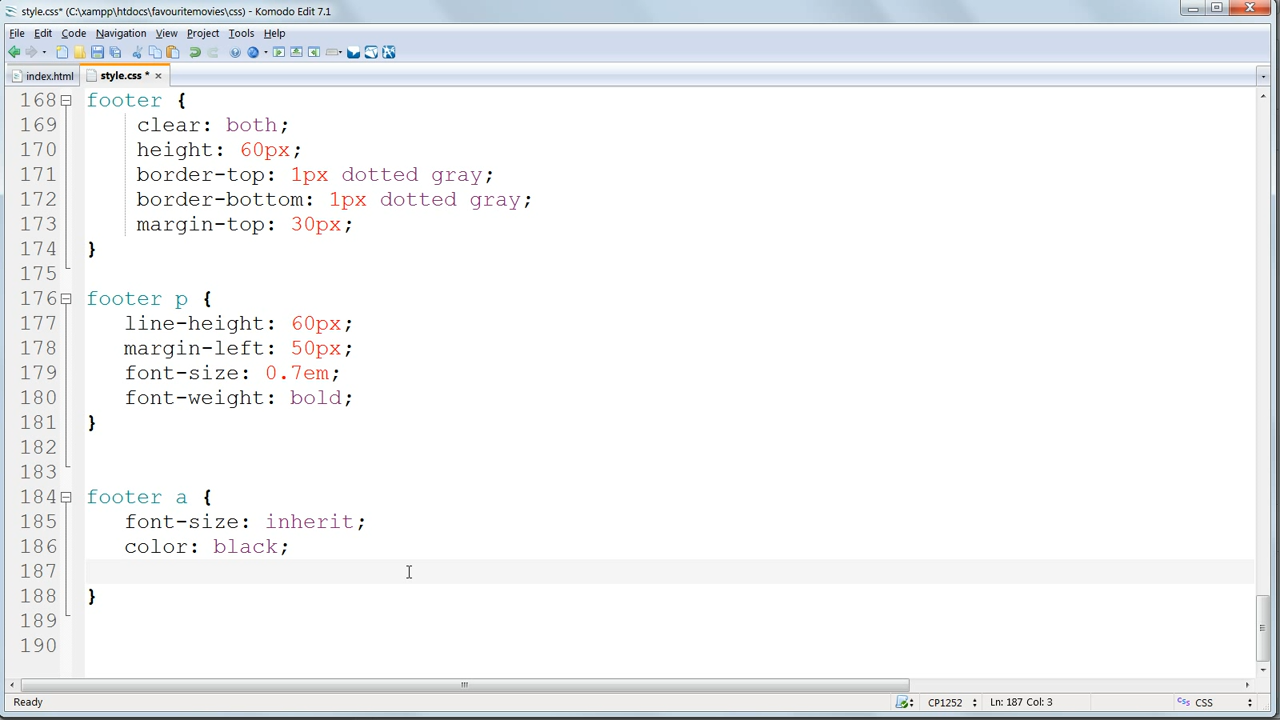 style.css* (C:\xampp\htdocs\favouritemovies\css) - Komodo Edit 7.1
File Edit Code Navigation View Project Tools Help
index.html style.css *
168 footer {
169 clear: both;
170 height: 60px;
171 border-top: 1px dotted gray;
172 border-bottom: 1px dotted gray;
173 margin-top: 30px;
174 }
175
176 footer p {
177 line-height: 60px;
178 margin-left: 50px;
179 font-size: 0.7em;
180 font-weight: bold;
181 }
182
183
184 footer a {
185 font-size: inherit;
186 color: black;
187
188 }
189
190
Ready CP1252 Ln: 187 Col: 3 CSS CSS